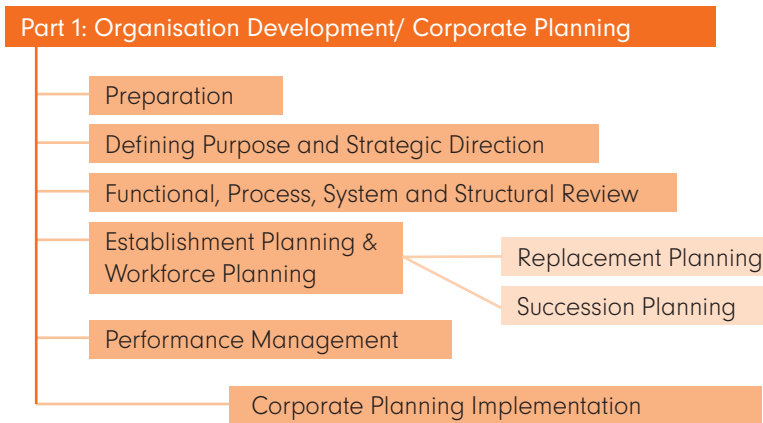 Part 1: Organisation Development/ Corporate Planning
Preparation
Defining Purpose and Strategic Direction
Functional, Process, System and Structural Review
Establishment Planning &
Workforce Planning
Replacement Planning
Succession Planning
Performance Management
Corporate Planning Implementation